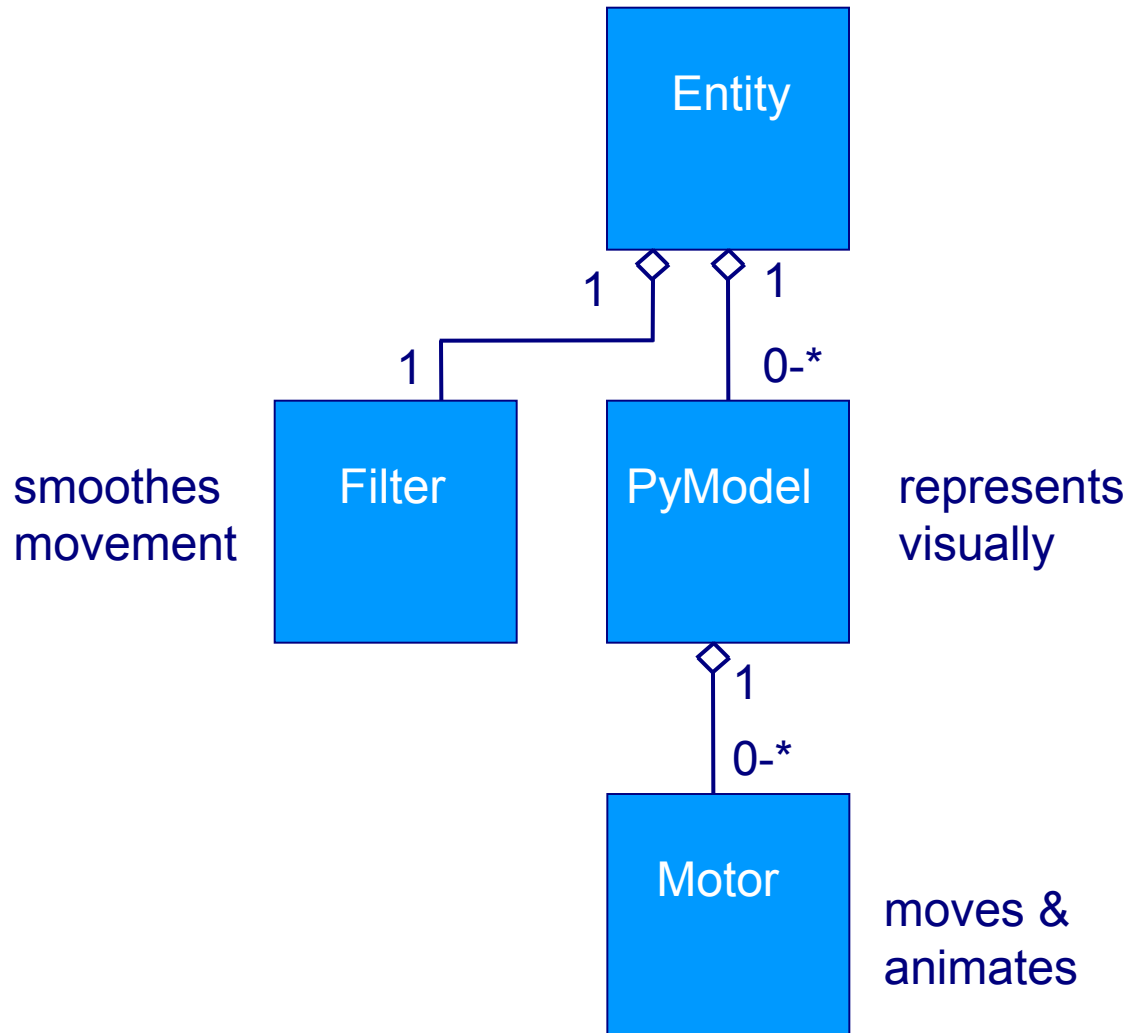 Entity
1
1
1
0-*
smoothes
movement
Filter
PyModel
represents
visually
1
0-*
Motor
moves &
animates